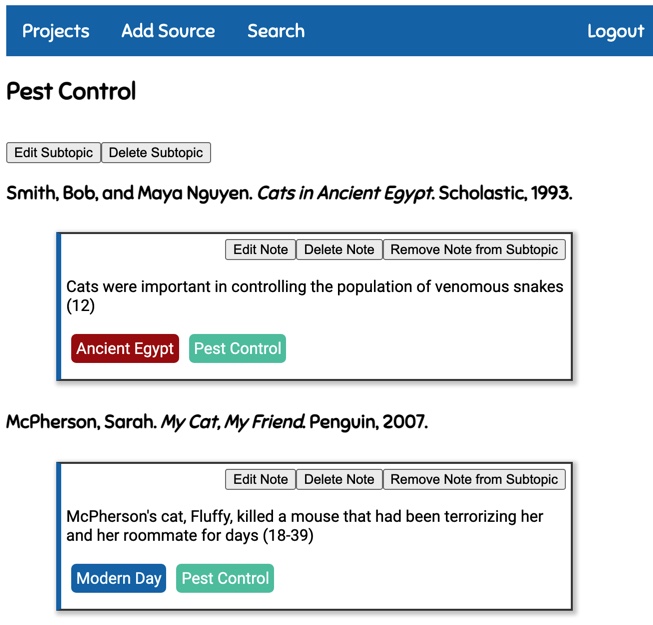 Projects Add Source Search Logout
Pest Control
Edit Subtopic Delete Subtopic
Smith, Bob, and Maya Nguyen. Cats in Ancient Egypt. Scholastic, 1993.
Edit Note Delete Note Remove Note from Subtopic
Cats were important in controlling the population of venomous snakes
(12)
Ancient Egypt Pest Control
McPherson, Sarah. My Cat, My Friend. Penguin, 2007.
Edit Note Delete Note Remove Note from Subtopic
McPherson's cat, Fluffy, killed a mouse that had been terrorizing her
and her roommate for days (18-39)
Modern Day Pest Control